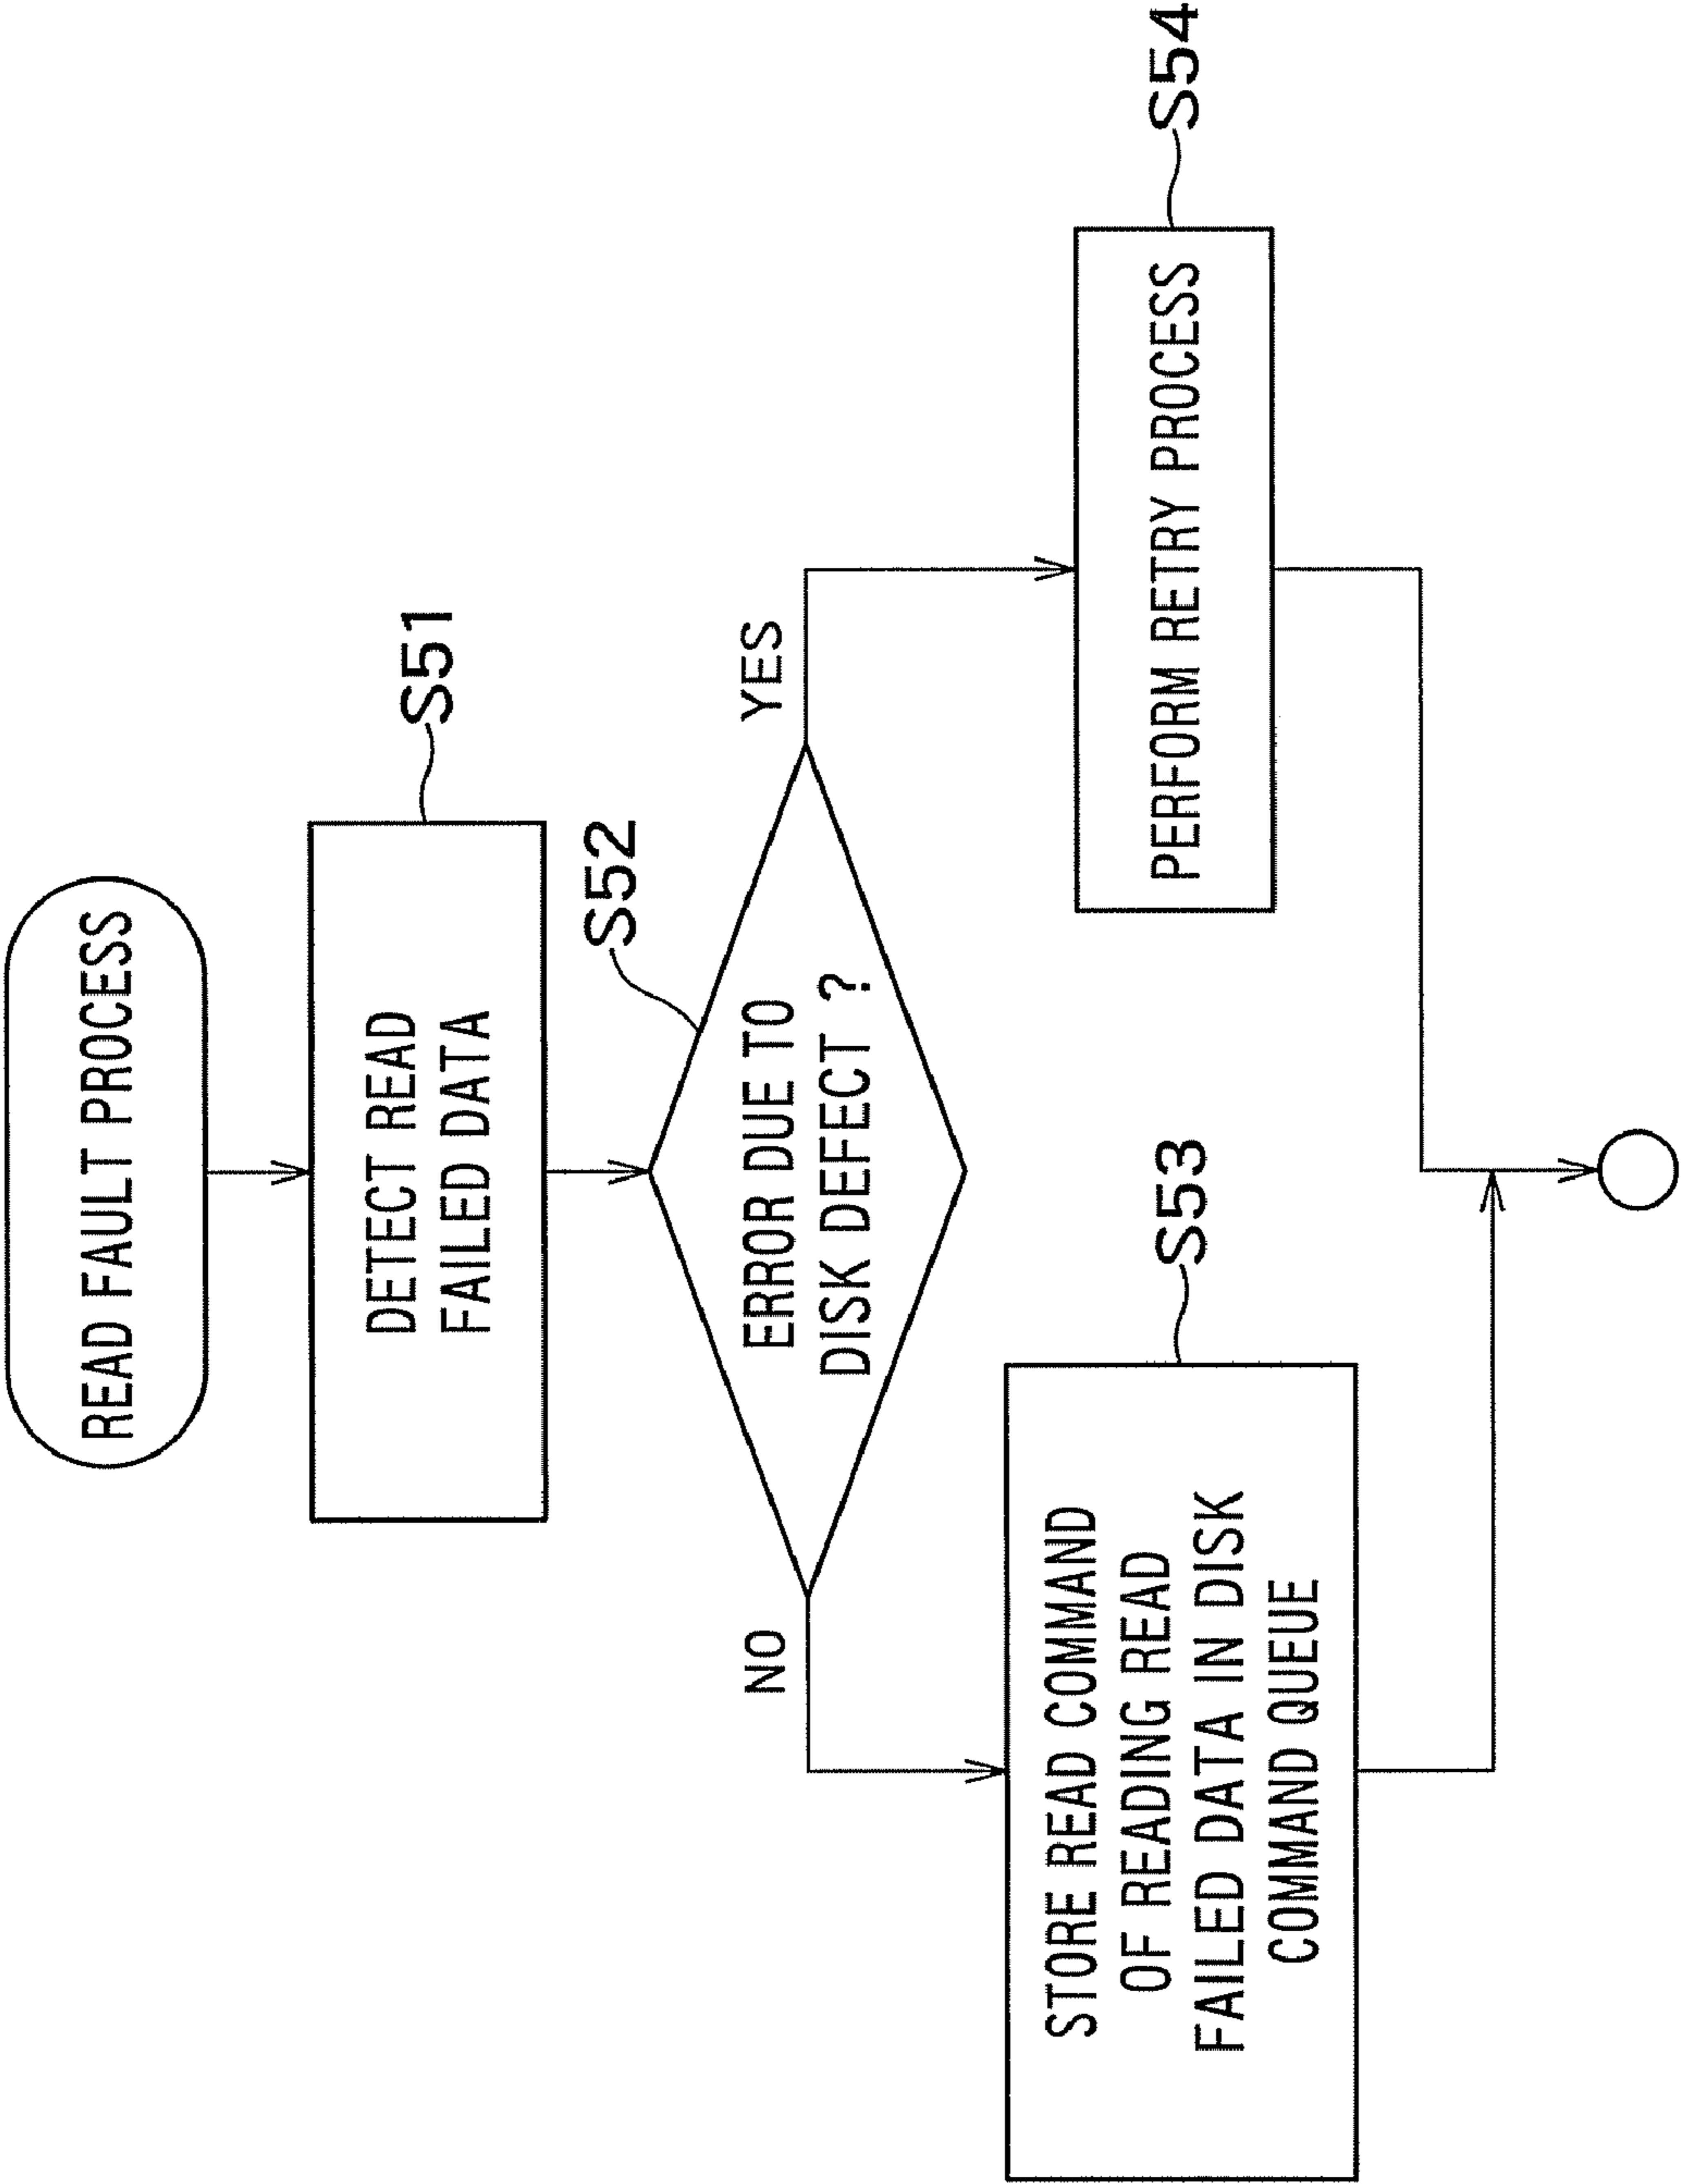 READ FAULT PROCESS
DETECT READ
FAILED DATA
S51
S52
ERROR DUE TO
DISK DEFECT ?
NO
YES
STORE READ COMMAND
OF READING READ
FAILED DATA IN DISK
COMMAND QUEUE
S53
PERFORM RETRY PROCESS
S54